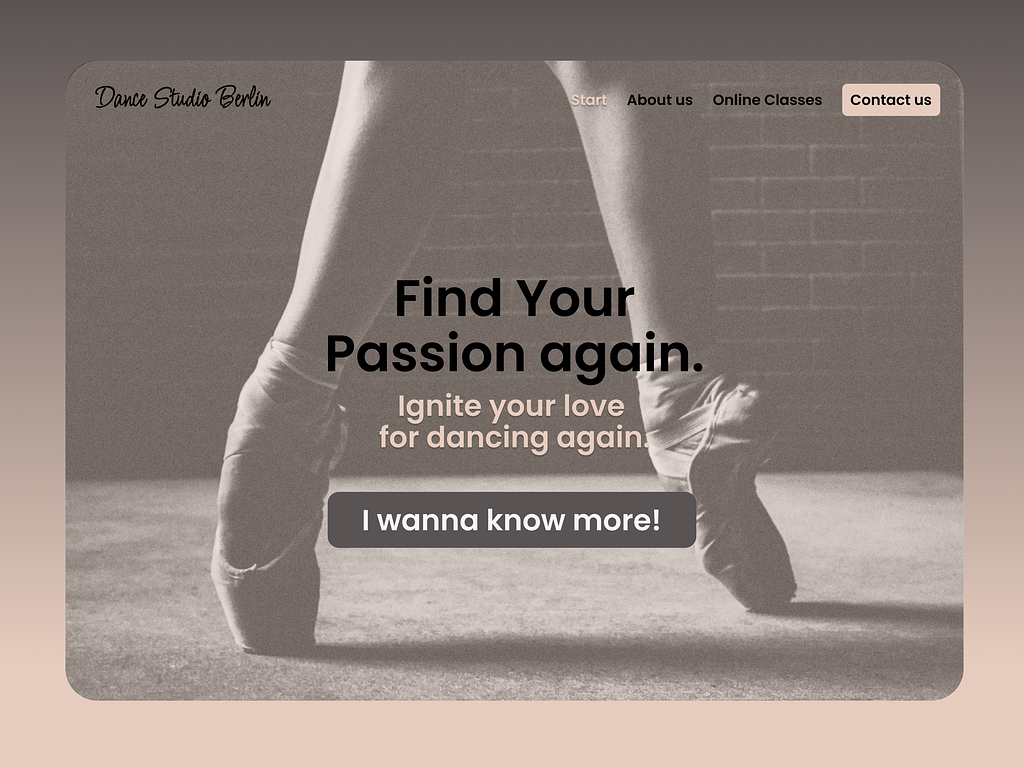 Dance Studio Berlin
Start About us Online Classes Contact us
Find Your
Passion again.
Ignite your love
for dancing again.
I wanna know more!